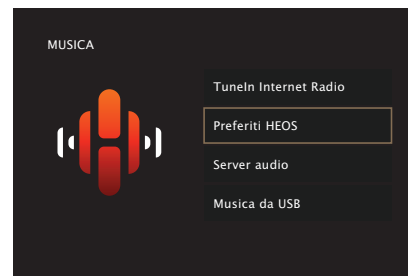 MUSICA
TuneIn Internet Radio
Preferiti HEOS
Server audio
Musica da USB